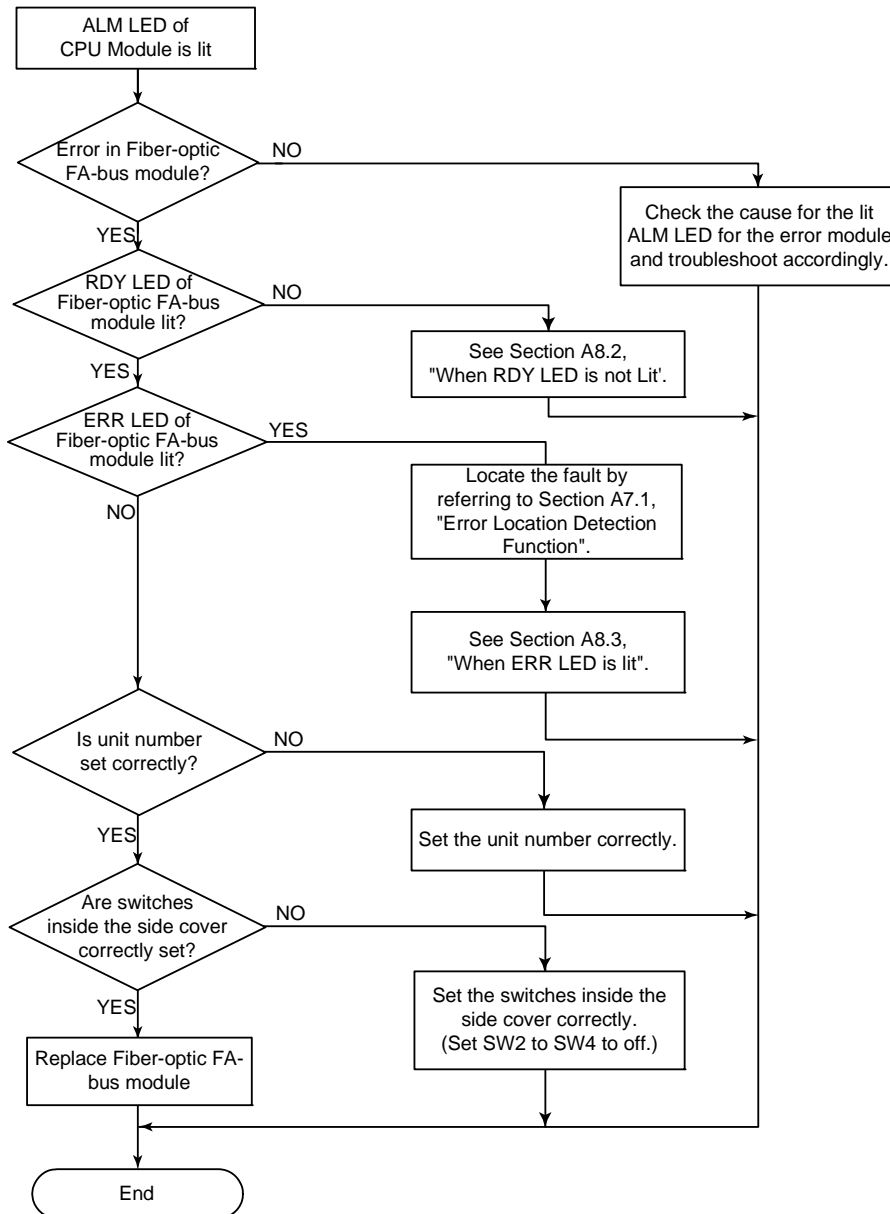 ALM LED of
CPU Module is lit
Error in Fiber-optic
FA-bus module?
NO
YES
Check the cause for the lit
ALM LED for the error module
and troubleshoot accordingly.
RDY LED of
Fiber-optic FA-bus
module lit?
NO
YES
See Section A8.2,
"When RDY LED is not Lit'.
ERR LED of
Fiber-optic FA-bus
module lit?
YES
NO
Locate the fault by
referring to Section A7.1,
"Error Location Detection
Function".
See Section A8.3,
"When ERR LED is lit".
Is unit number
set correctly?
NO
YES
Set the unit number correctly.
Are switches
inside the side cover
correctly set?
NO
YES
Set the switches inside the
side cover correctly.
(Set SW2 to SW4 to off.)
Replace Fiber-optic FA-
bus module
End